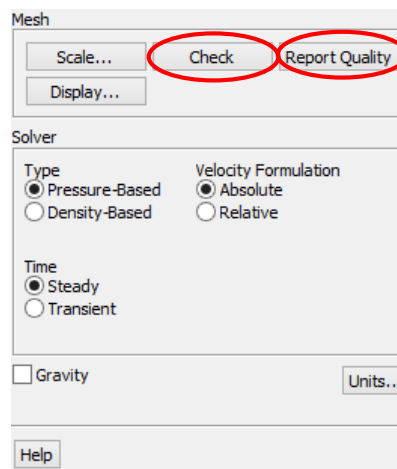 Mesh
Scale... Check Report Quality
Display...
Solver
Type Velocity Formulation
Pressure-Based Absolute
Density-Based Relative
Time
Steady
Transient
Gravity Units..
Help